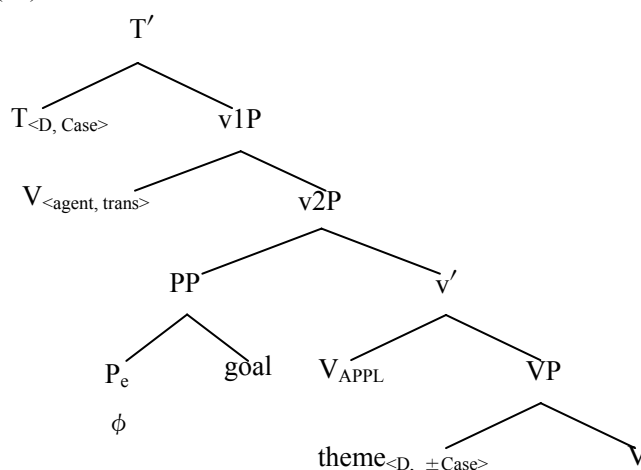 T′
T<D, Case> v1P
V<agent, trans> v2P
PP v′
Pe goal VAPPL VP
ϕ
theme<D, ±Case> V